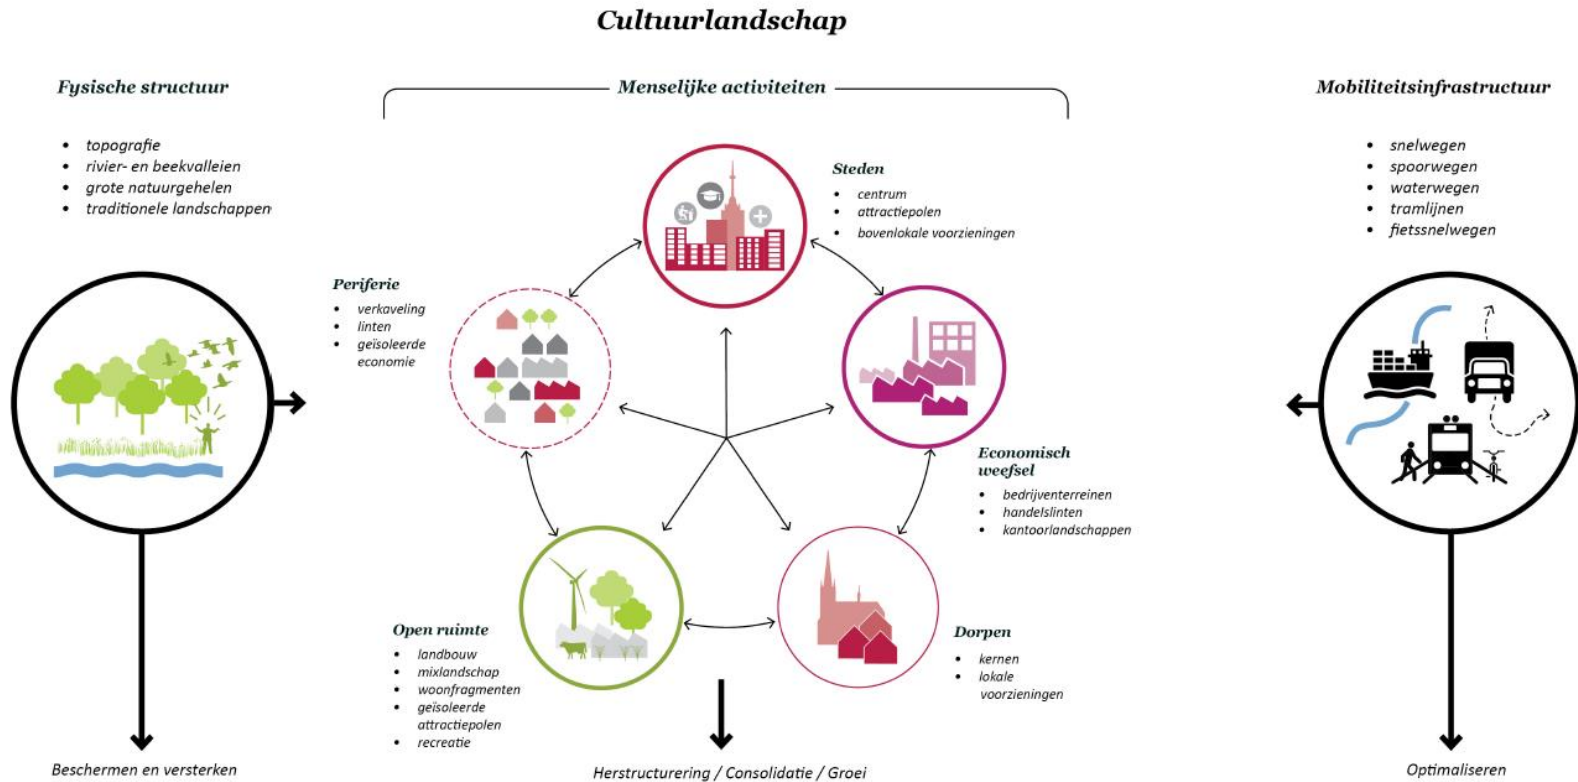 Cultuurlandschap
Fysische structuur
• topografie
• rivier- en beekvalleien
• grote natuurgehelen
• traditionele landschappen
Menselijke activiteiten
Steden
• centrum
• attractiepolen
• bovenlokale voorzieningen
Periferie
• verkaveling
• linten
• geïsoleerde
economie
Economisch
weefsel
• bedrijventerreinen
• handelslinten
• kantoorlandschappen
Open ruimte
• landbouw
• mixlandschap
• woonfragmenten
• geïsoleerde
attractiepolen
• recreatie
Dorpen
• kernen
• lokale
voorzieningen
Mobiliteitsinfrastructuur
• snelwegen
• spoorwegen
• waterwegen
• tramlijnen
• fietssnelwegen
Beschermen en versterken
Herstructurering / Consolidatie / Groei
Optimaliseren